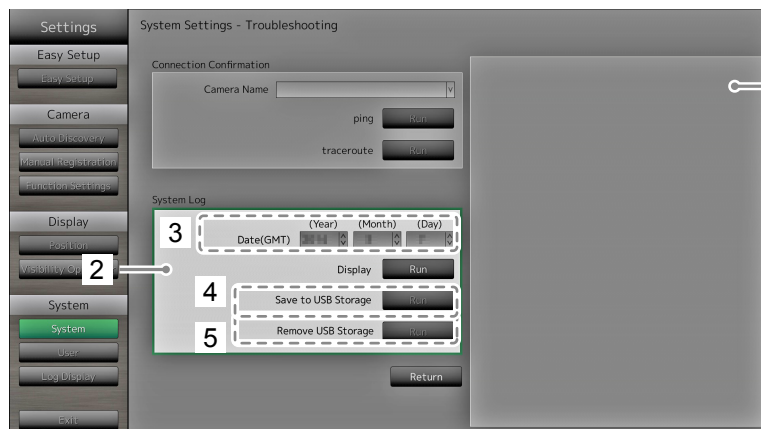 Settings
System Settings - Troubleshooting
Easy Setup
Easy Setup
Connection Confirmation
Camera Name
ping Run
traceroute Run
Camera
Auto Discovery
Manual Registration
Function Settings
System Log
(Year) (Month) (Day)
3
Date(GMT)
Display
Position
2
Display Run
4
Save to USB Storage Run
5
Remove USB Storage Run
System
System
User
Log Display
Return
Exit